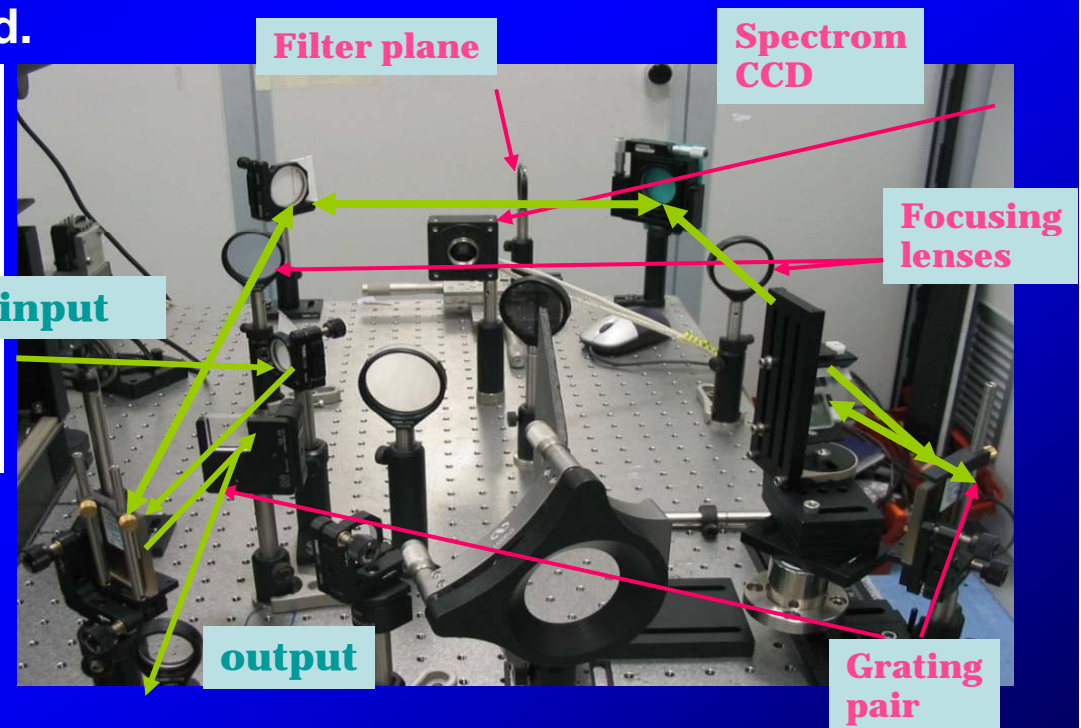 d.
Filter plane
Spectrom
CCD
Focusing
lenses
input
output
Grating
pair